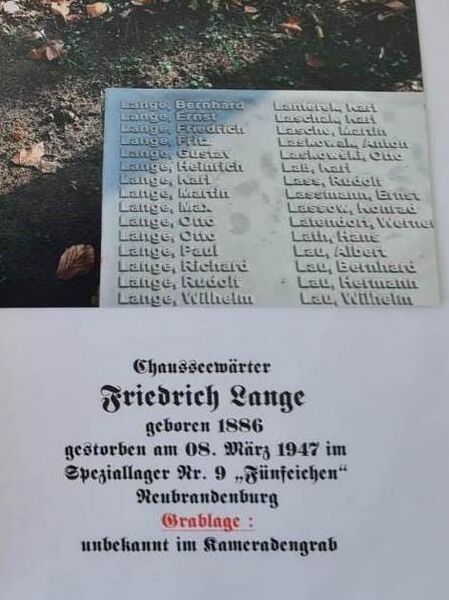 Lange, Bernhard
Lange, Ernst
Lange, Friedrich
Lange, Fritz
Lange, Gustav
Lange, Heinrich
Lange, Karl
Lange, Martin
Lange, Max
Lange, Otto
Lange, Otto
Lange, Paul
Lange, Richard
Lange, Rudolf
Lange, Wilhelm
Lanterek, Karl
Laschak, Karl
Lasche, Martin
Laskowak, Anton
Laskowski, Otto
Laß, Karl
Lass, Rudolf
Lassmann, Ernst
Lassow, Konrad
Latendorf, Werne
Lath, Hans
Lau, Albert
Lau, Bernhard
Lau, Hermann
Lau, Wilhelm
Chausseewärter
Friedrich Lange
geboren 1886
gestorben am 08. März 1947 im
Speziallager Nr. 9 „Fünfeichen“
Neubrandenburg
Grablage :
unbekannt im Kameradengrab